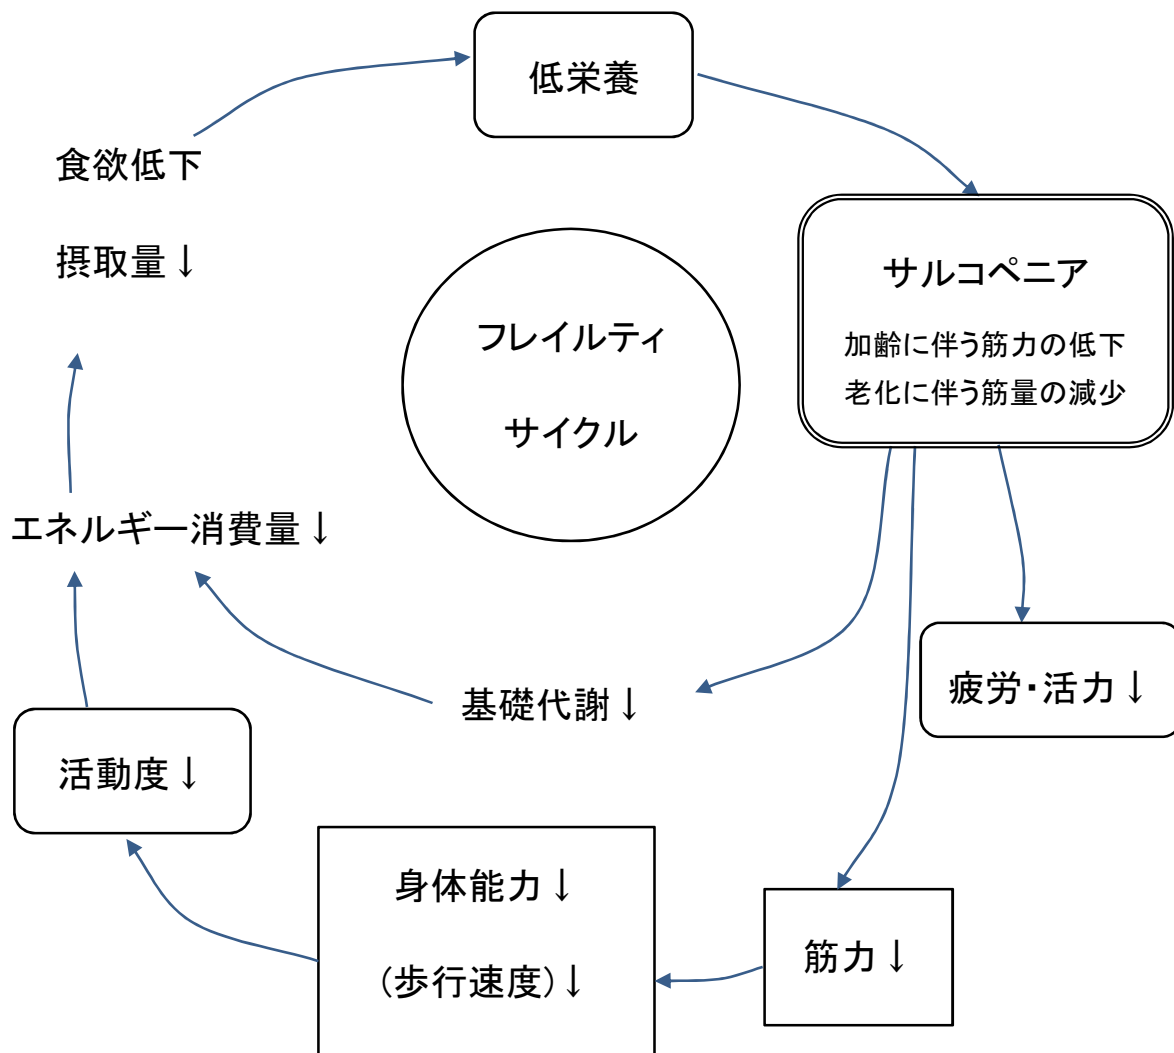 低栄養
食欲低下
摂取量↓
サルコペニア
加齢に伴う筋力の低下
老化に伴う筋量の減少
フレイルティ
サイクル
エネルギー消費量↓
疲労・活力↓
基礎代謝↓
活動度↓
身体能力↓
(歩行速度)↓
筋力↓